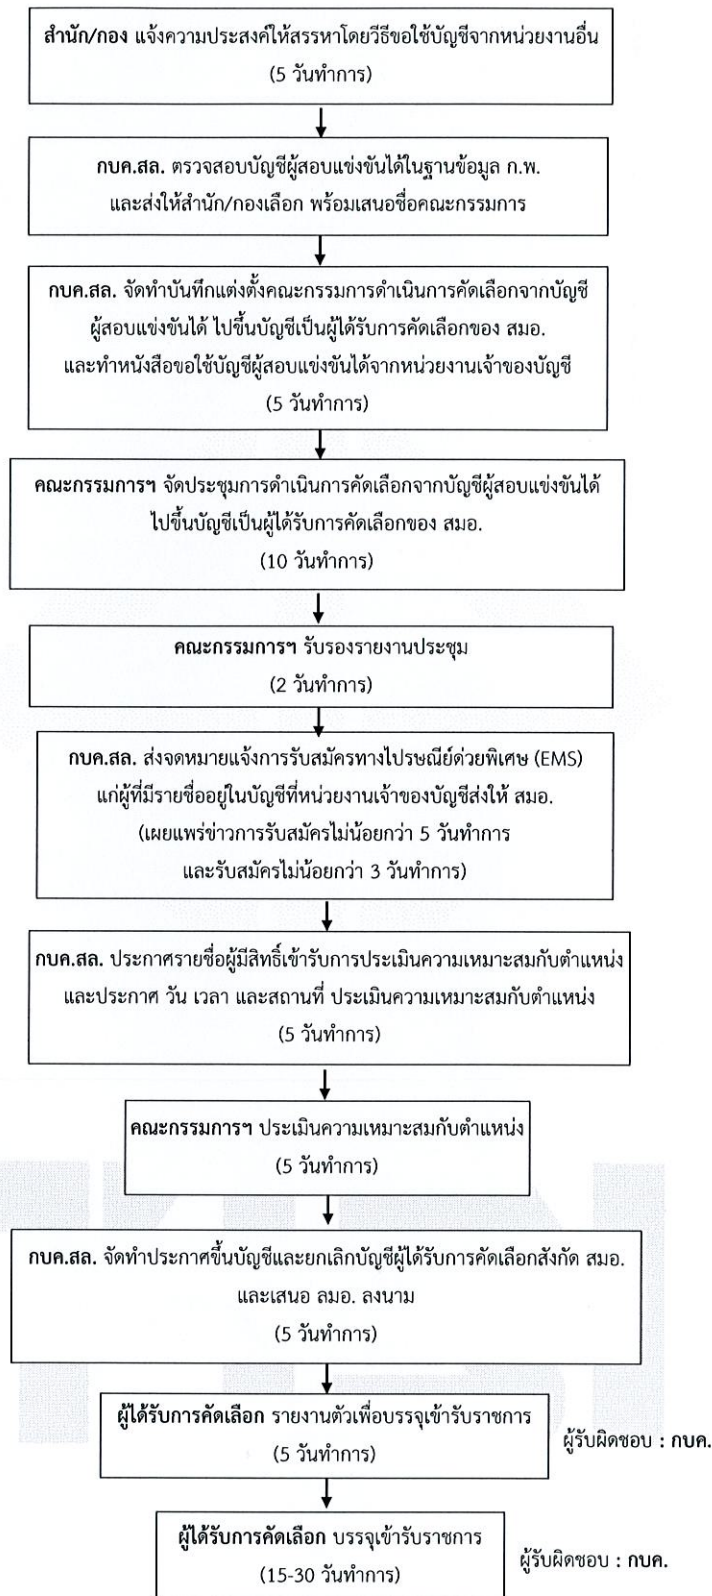 สำนัก/กอง แจ้งความประสงค์ให้สรรหาโดยวิธีขอใช้บัญชีจากหน่วยงานอื่น
(5 วันทำการ)
กบค.สล. ตรวจสอบบัญชีผู้สอบแข่งขันได้ในฐานข้อมูล ก.พ.
และส่งให้สำนัก/กองเลือก พร้อมเสนอชื่อคณะกรรมการ
กบค.สล. จัดทำบันทึกแต่งตั้งคณะกรรมการดำเนินการคัดเลือกจากบัญชี
ผู้สอบแข่งขันได้ ไปขึ้นบัญชีเป็นผู้ได้รับการคัดเลือกของ สมอ.
และทำหนังสือขอใช้บัญชีผู้สอบแข่งขันได้จากหน่วยงานเจ้าของบัญชี
(5 วันทำการ)
คณะกรรมการฯ จัดประชุมการดำเนินการคัดเลือกจากบัญชีผู้สอบแข่งขันได้
ไปขึ้นบัญชีเป็นผู้ได้รับการคัดเลือกของ สมอ.
(10 วันทำการ)
คณะกรรมการฯ รับรองรายงานประชุม
(2 วันทำการ)
กบค.สล. ส่งจดหมายแจ้งการรับสมัครทางไปรษณีย์ด่วยพิเศษ (EMS)
แก่ผู้ที่มีรายชื่ออยู่ในบัญชีที่หน่วยงานเจ้าของบัญชีส่งให้ สมอ.
(เผยแพร่ข่าวการรับสมัครไม่น้อยกว่า 5 วันทำการ
และรับสมัครไม่น้อยกว่า 3 วันทำการ)
กบค.สล. ประกาศรายชื่อผู้มีสิทธิ์เข้ารับการประเมินความเหมาะสมกับตำแหน่ง
และประกาศ วัน เวลา และสถานที่ ประเมินความเหมาะสมกับตำแหน่ง
(5 วันทำการ)
คณะกรรมการฯ ประเมินความเหมาะสมกับตำแหน่ง
(5 วันทำการ)
กบค.สล. จัดทำประกาศขึ้นบัญชีและยกเลิกบัญชีผู้ได้รับการคัดเลือกสังกัด สมอ.
และเสนอ ลมอ. ลงนาม
(5 วันทำการ)
ผู้ได้รับการคัดเลือก รายงานตัวเพื่อบรรจุเข้ารับราชการ
(5 วันทำการ)
ผู้รับผิดชอบ : กบค.
ผู้ได้รับการคัดเลือก บรรจุเข้ารับราชการ
(15-30 วันทำการ)
ผู้รับผิดชอบ : กบค.